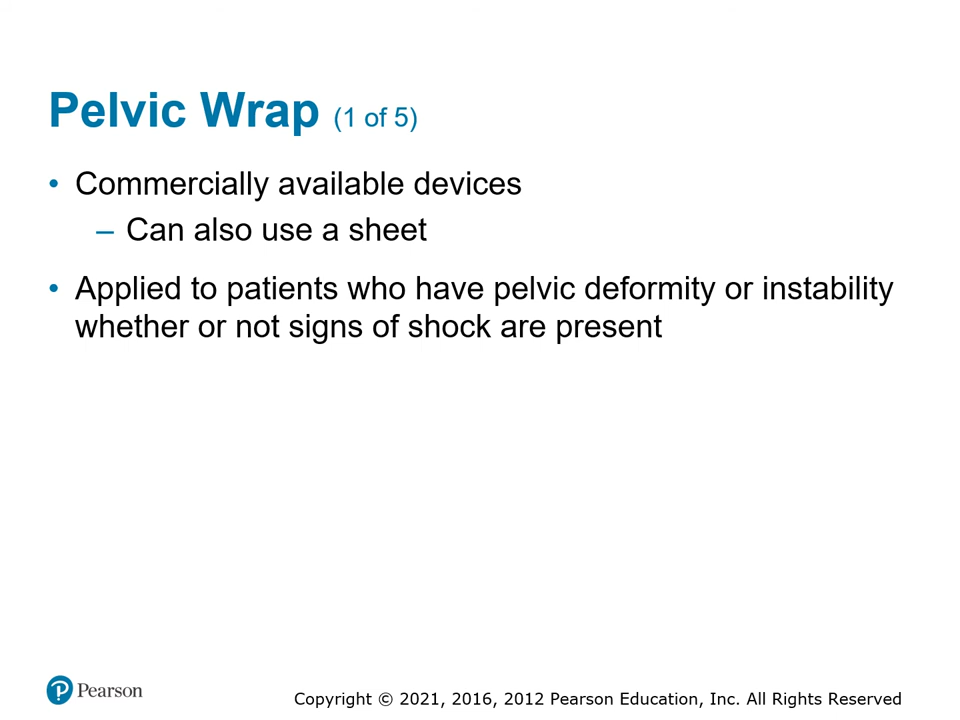 Pelvic Wrap (1 of 5)
• Commercially available devices
– Can also use a sheet
• Applied to patients who have pelvic deformity or instability
whether or not signs of shock are present
Pearson
Copyright © 2021, 2016, 2012 Pearson Education, Inc. All Rights Reserved